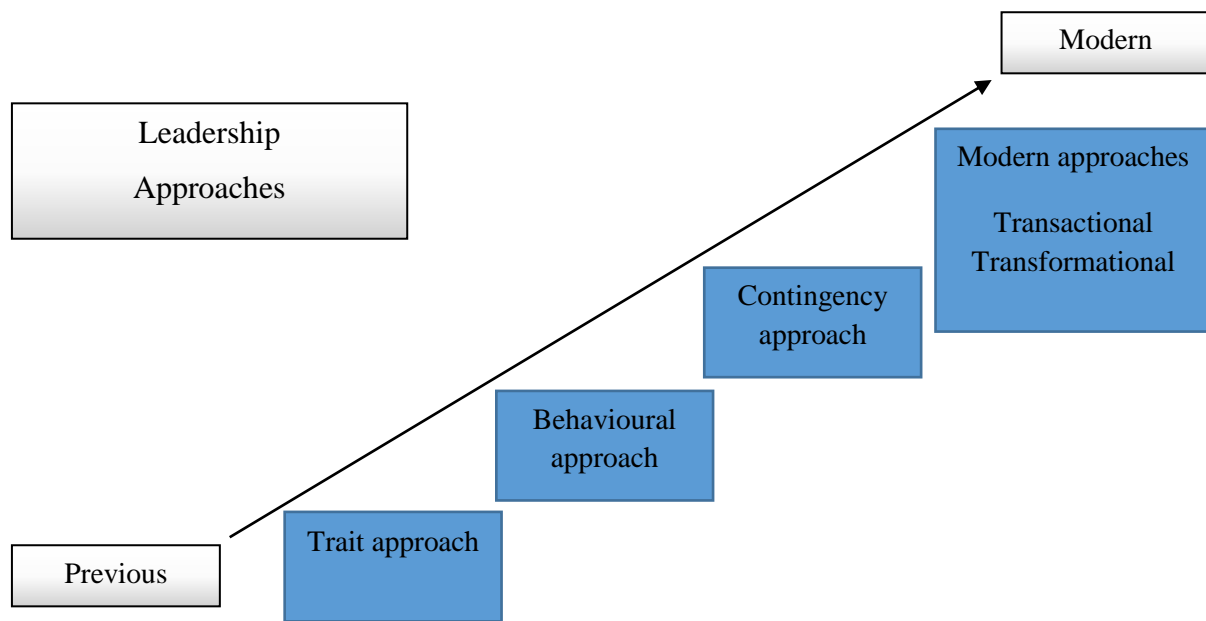 Modern
Leadership
Approaches
Modern approaches
Transactional
Transformational
Contingency
approach
Behavioural
approach
Trait approach
Previous